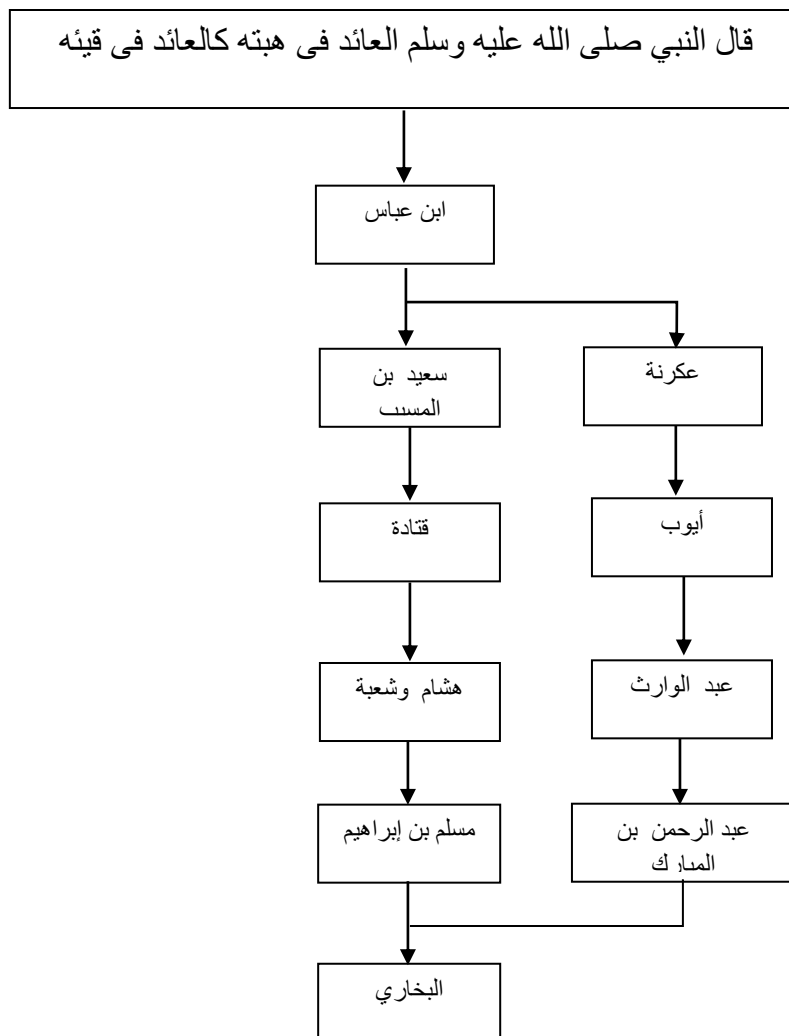 قال النبي صلى الله عليه وسلم العائد فى هبته كالعائد فى قيئه
ابن عباس
عكرنة
سعيد بن
المسيب
أيوب
قتادة
عبد الوارث
هشام وشعبة
عبد الرحمن بن
المبارك
مسلم بن إبراهيم
البخاري